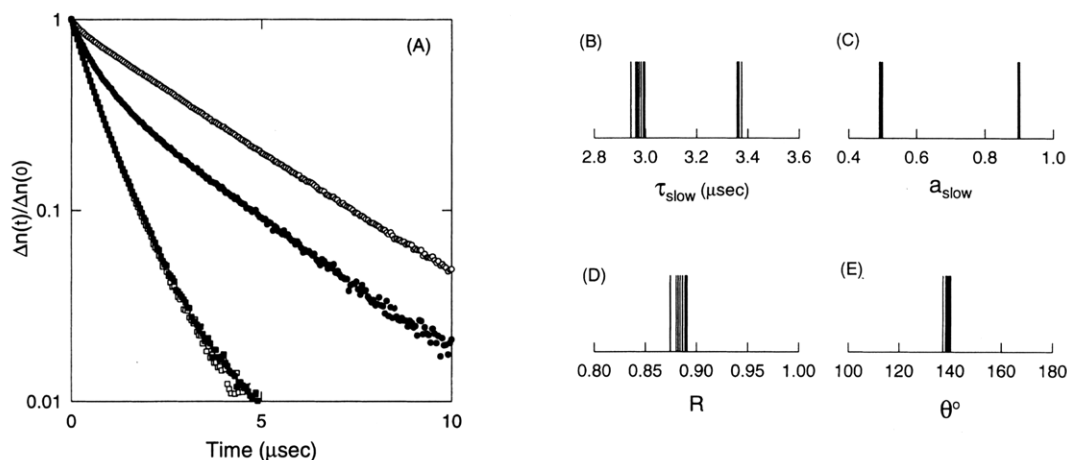 (A)
Δn(t)/Δn(0)
1
0.1
0.01
0 5 10
Time (μsec)
(B)
2.8 3.0 3.2 3.4 3.6
τslow (μsec)
(C)
0.4 0.6 0.8 1.0
aslow
(D)
0.80 0.85 0.90 0.95 1.00
R
(E)
100 120 140 160 180
θº